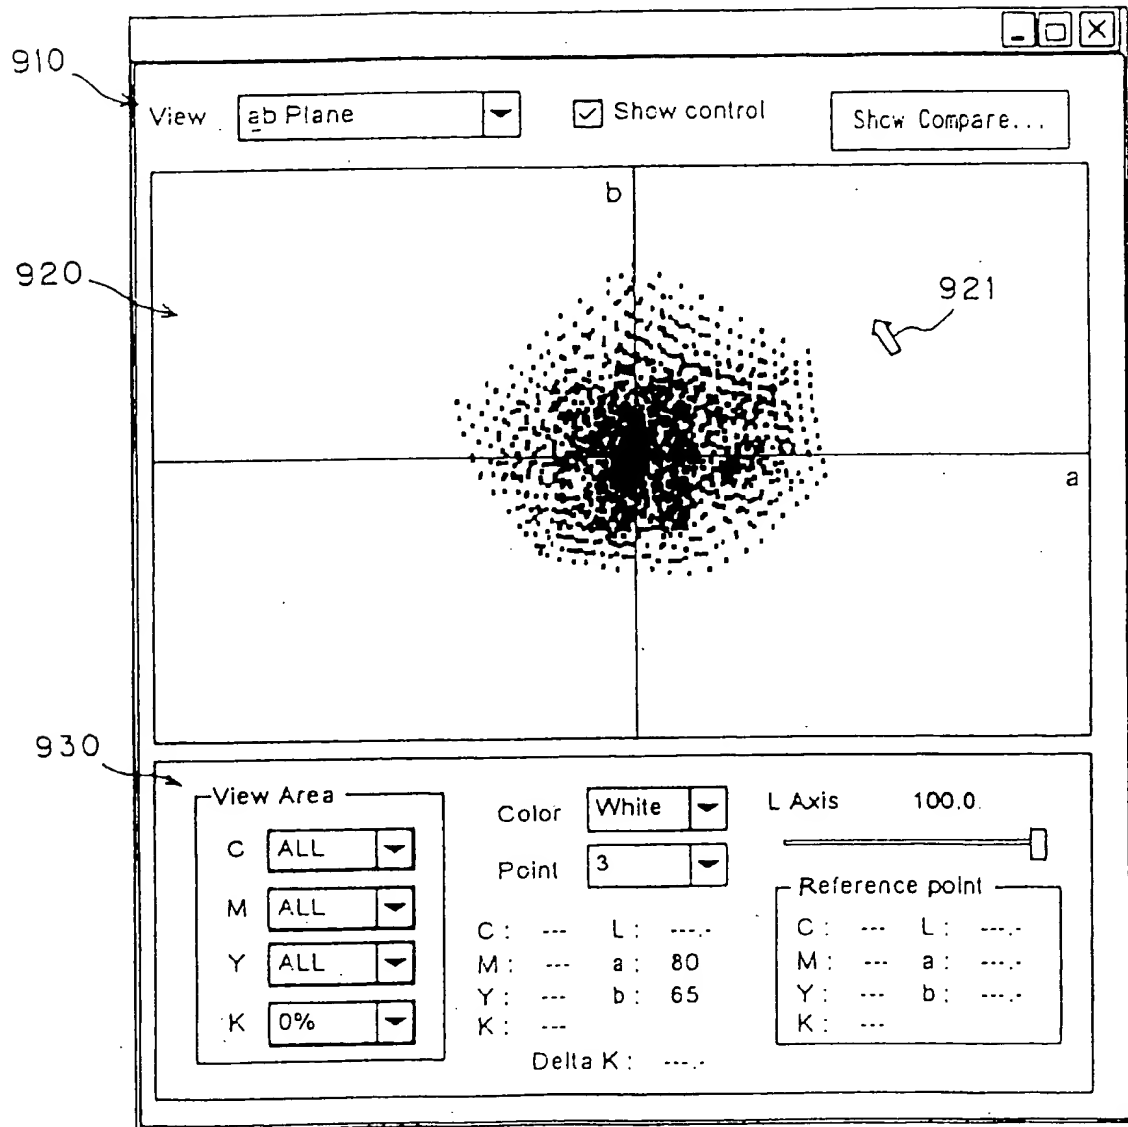 910
View ab Plane Show control Show Compare...
b
920
921
a
930
View Area
Color White
L Axis 100.0
C ALL
Point 3
M ALL
Reference point
Y ALL
K 0%
C : --- L : ---.-
M : --- a : 80
Y : --- b : 65
K : ---
Delta K : ---.-
C : --- L : ---.-
M : --- a : ---.-
Y : --- b : ---.-
K : ---